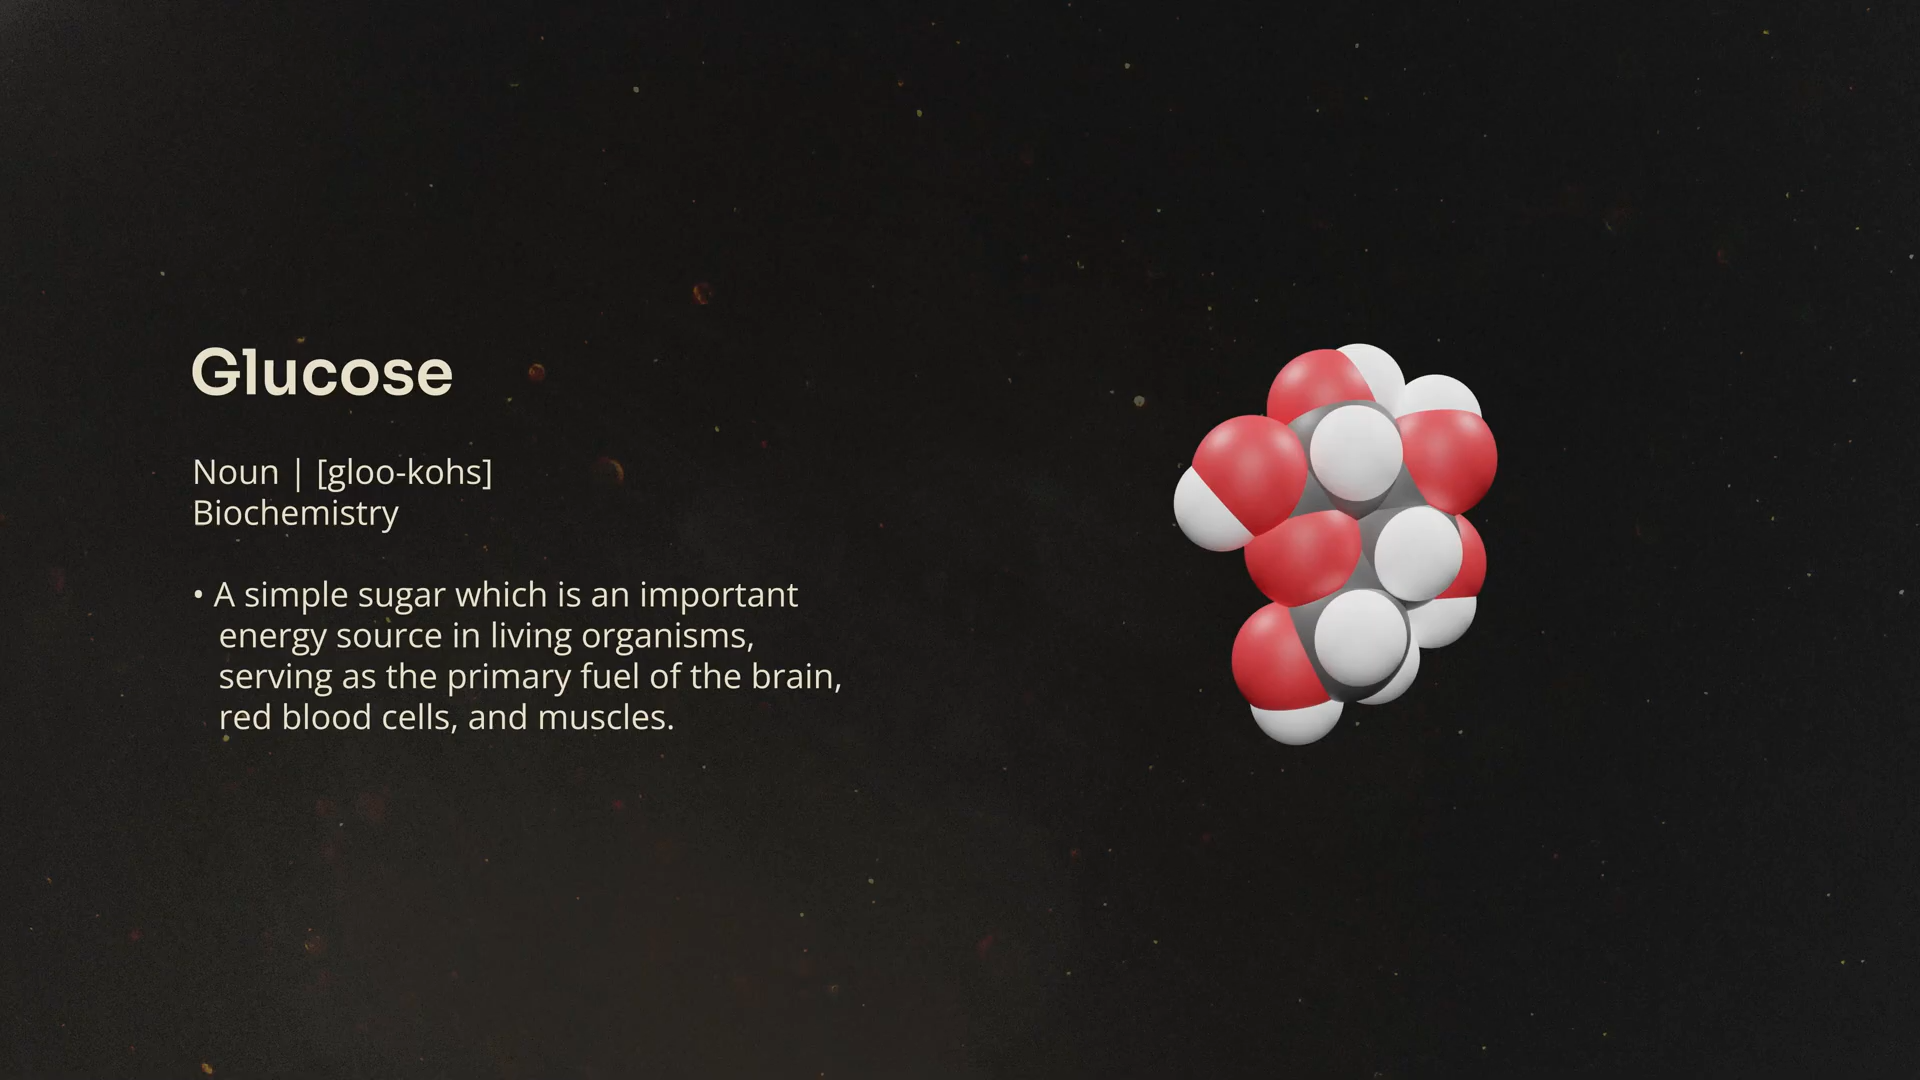 Glucose
Noun | [gloo-kohs]
Biochemistry
• A simple sugar which is an important
energy source in living organisms,
serving as the primary fuel of the brain,
red blood cells, and muscles.